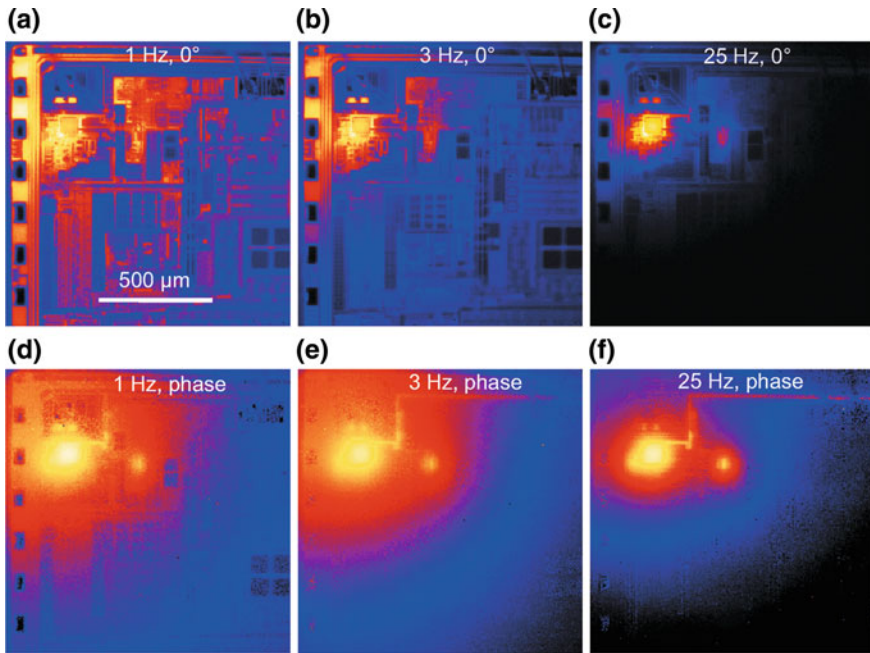 (a)
1 Hz, 0°
(b)
3 Hz, 0°
(c)
25 Hz, 0°
500 µm
(d)
1 Hz, phase
(e)
3 Hz, phase
(f)
25 Hz, phase